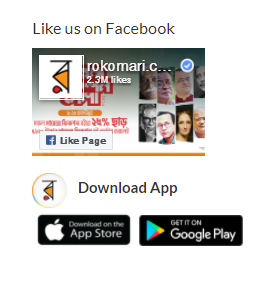 Like us on Facebook
র
rokomari.c...
2.3M likes
২৫% ছাড়
Like Page
র
Download App
Download on the
App Store
GET IT ON
Google Play